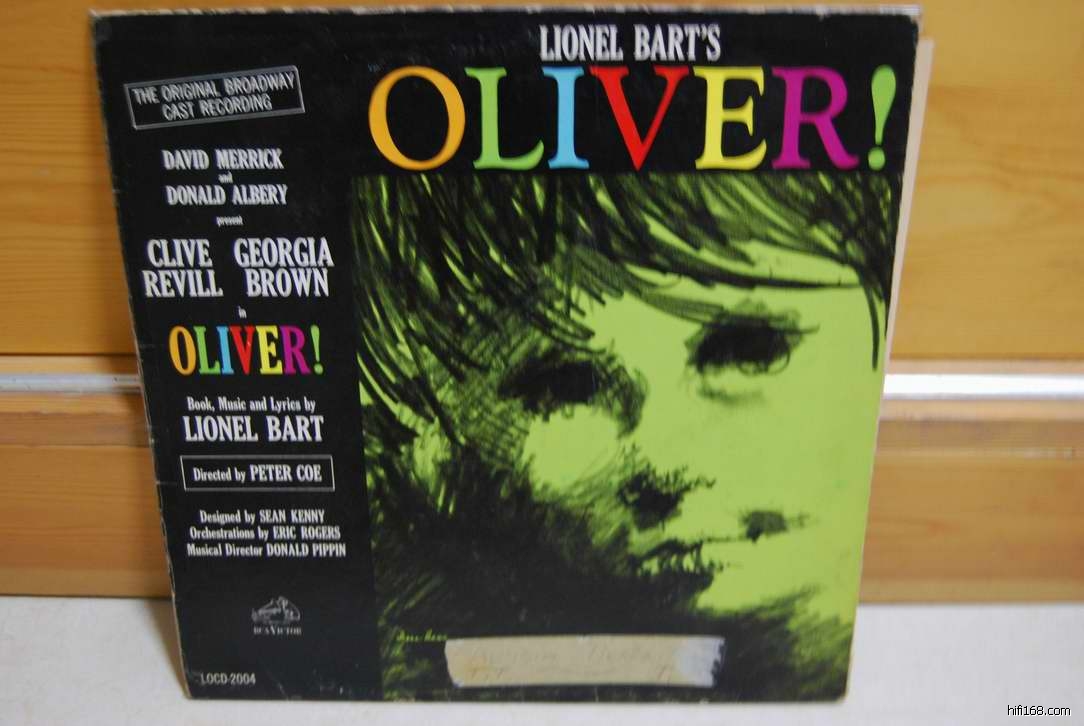 LIONEL BART'S
OLIVER!
THE ORIGINAL BROADWAY
CAST RECORDING
DAVID MERRICK
and
DONALD ALBERY
present
CLIVE GEORGIA
REVILL BROWN
in
OLIVER!
Book, Music and Lyrics by
LIONEL BART
Directed by PETER COE
Designed by SEAN KENNY
Orchestrations by ERIC ROGERS
Musical Director DONALD PIPPIN
RCA VICTOR
LOCD-2004
hifi168.com